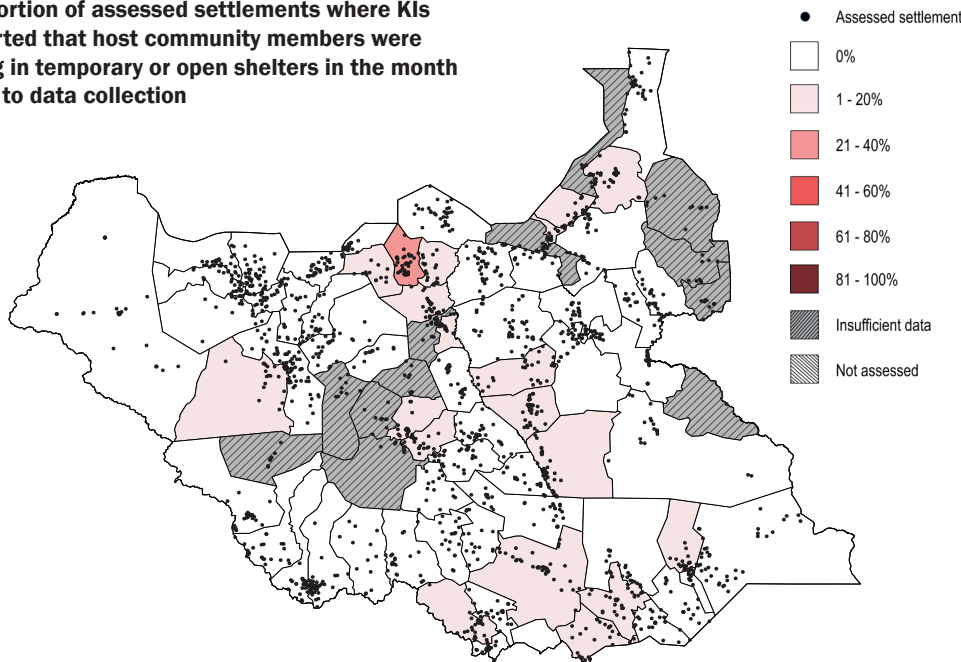 ortion of assessed settlements where KIs
rted that host community members were
g in temporary or open shelters in the month
to data collection
Assessed settlement
0%
1 - 20%
21 - 40%
41 - 60%
61 - 80%
81 - 100%
Insufficient data
Not assessed